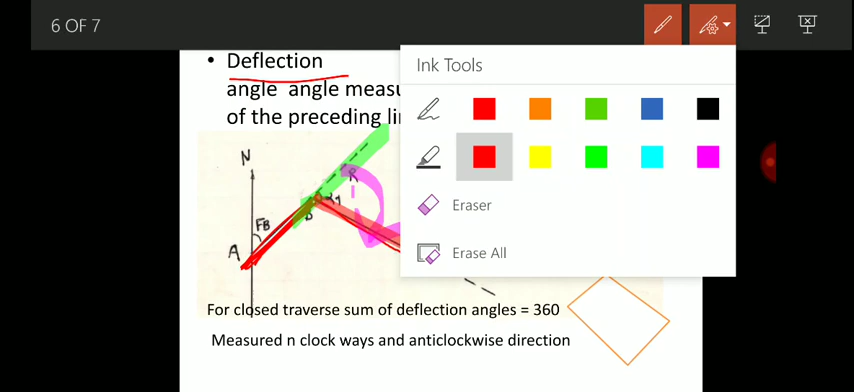 6 OF 7
Ink Tools
• Deflection
angle angle measu
of the preceding li
Eraser
Erase All
N
R
FB
A
For closed traverse sum of deflection angles = 360
Measured n clock ways and anticlockwise direction